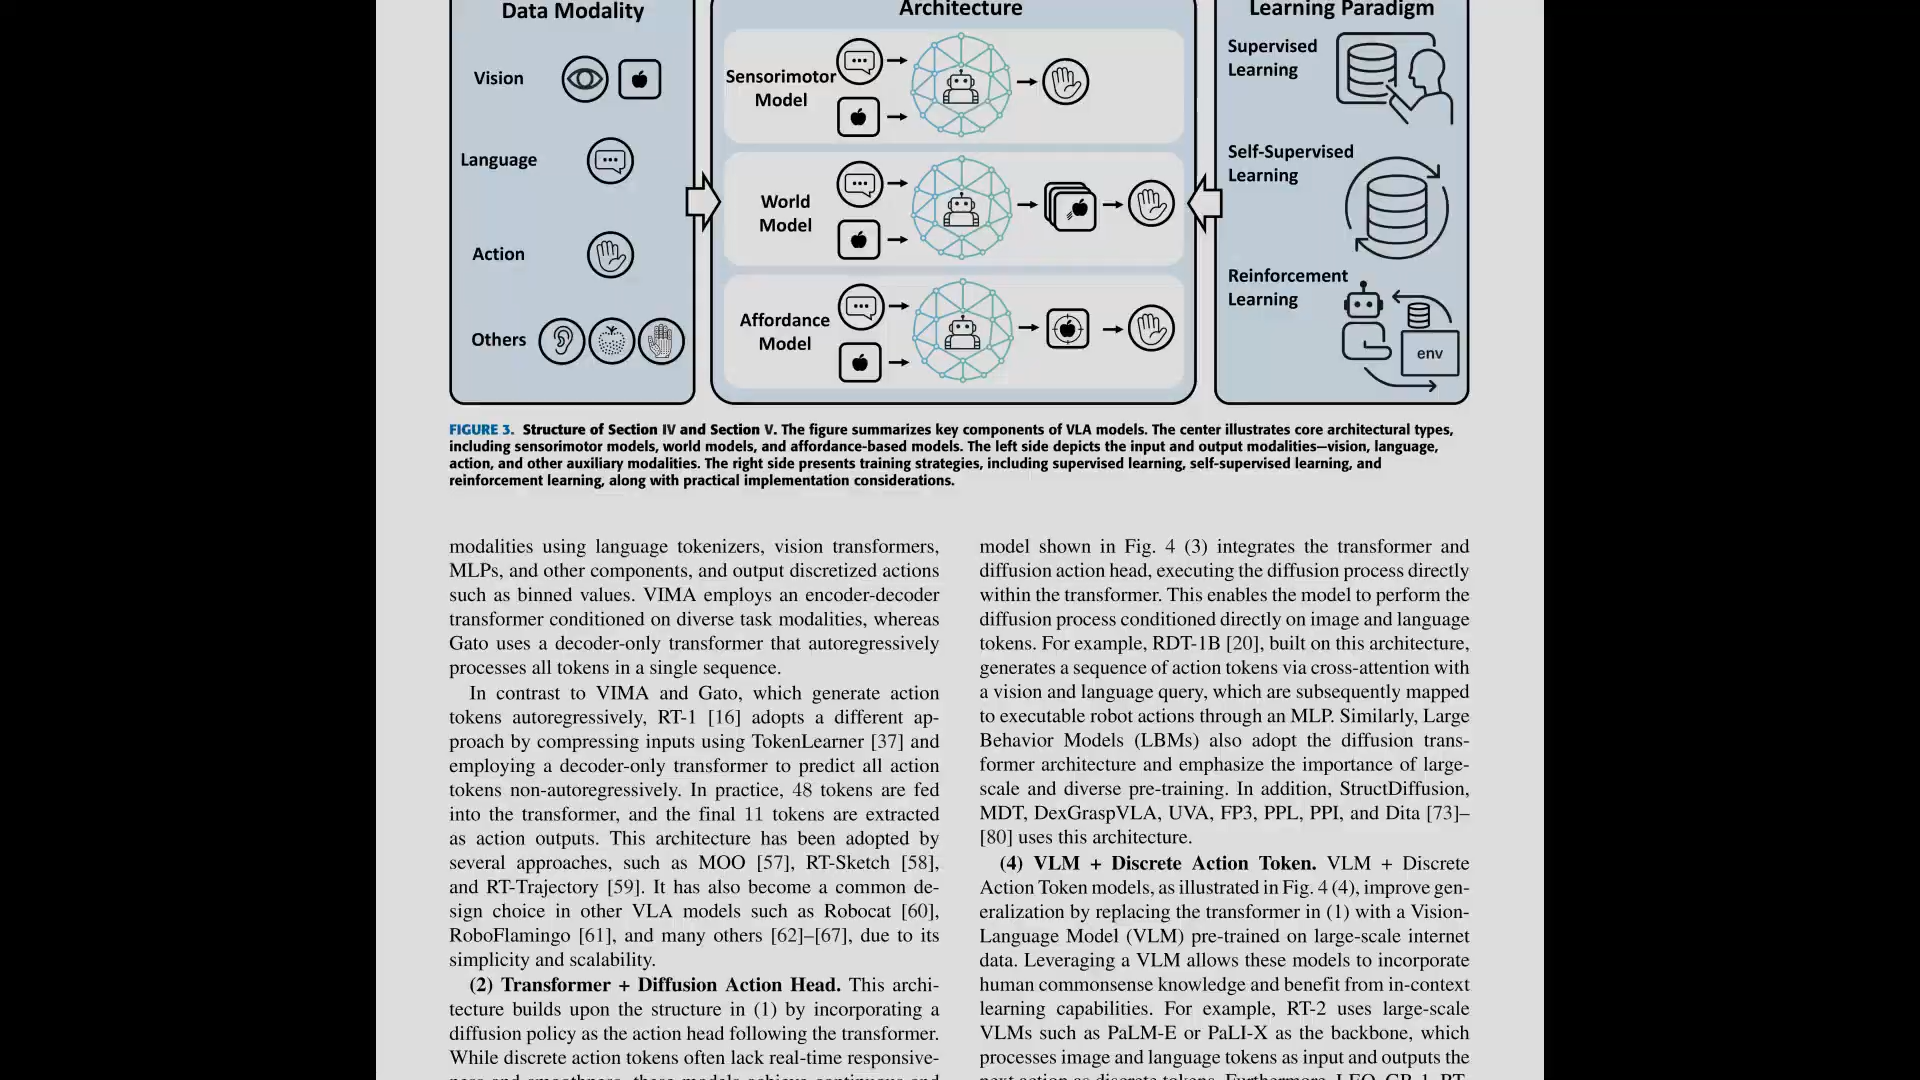 Data Modality
Vision
Language
Action
Others
Architecture
Sensorimotor
Model
World
Model
Affordance
Model
Learning Paradigm
Supervised
Learning
Self-Supervised
Learning
Reinforcement
Learning
env
FIGURE 3. Structure of Section IV and Section V. The figure summarizes key components of VLA models. The center illustrates core architectural types,
including sensorimotor models, world models, and affordance-based models. The left side depicts the input and output modalities—vision, language,
action, and other auxiliary modalities. The right side presents training strategies, including supervised learning, self-supervised learning, and
reinforcement learning, along with practical implementation considerations.
modalities using language tokenizers, vision transformers,
MLPs, and other components, and output discretized actions
such as binned values. VIMA employs an encoder-decoder
transformer conditioned on diverse task modalities, whereas
Gato uses a decoder-only transformer that autoregressively
processes all tokens in a single sequence.
In contrast to VIMA and Gato, which generate action
tokens autoregressively, RT-1 [16] adopts a different ap-
proach by compressing inputs using TokenLearner [37] and
employing a decoder-only transformer to predict all action
tokens non-autoregressively. In practice, 48 tokens are fed
into the transformer, and the final 11 tokens are extracted
as action outputs. This architecture has been adopted by
several approaches, such as MOO [57], RT-Sketch [58],
and RT-Trajectory [59]. It has also become a common de-
sign choice in other VLA models such as Robocat [60],
RoboFlamingo [61], and many others [62]–[67], due to its
simplicity and scalability.
(2) Transformer + Diffusion Action Head. This archi-
tecture builds upon the structure in (1) by incorporating a
diffusion policy as the action head following the transformer.
While discrete action tokens often lack real-time responsive-
model shown in Fig. 4 (3) integrates the transformer and
diffusion action head, executing the diffusion process directly
within the transformer. This enables the model to perform the
diffusion process conditioned directly on image and language
tokens. For example, RDT-1B [20], built on this architecture,
generates a sequence of action tokens via cross-attention with
a vision and language query, which are subsequently mapped
to executable robot actions through an MLP. Similarly, Large
Behavior Models (LBMs) also adopt the diffusion trans-
former architecture and emphasize the importance of large-
scale and diverse pre-training. In addition, StructDiffusion,
MDT, DexGraspVLA, UVA, FP3, PPL, PPI, and Dita [73]–
[80] uses this architecture.
(4) VLM + Discrete Action Token. VLM + Discrete
Action Token models, as illustrated in Fig. 4 (4), improve gen-
eralization by replacing the transformer in (1) with a Vision-
Language Model (VLM) pre-trained on large-scale internet
data. Leveraging a VLM allows these models to incorporate
human commonsense knowledge and benefit from in-context
learning capabilities. For example, RT-2 uses large-scale
VLMs such as PaLM-E or PaLI-X as the backbone, which
processes image and language tokens as input and outputs the